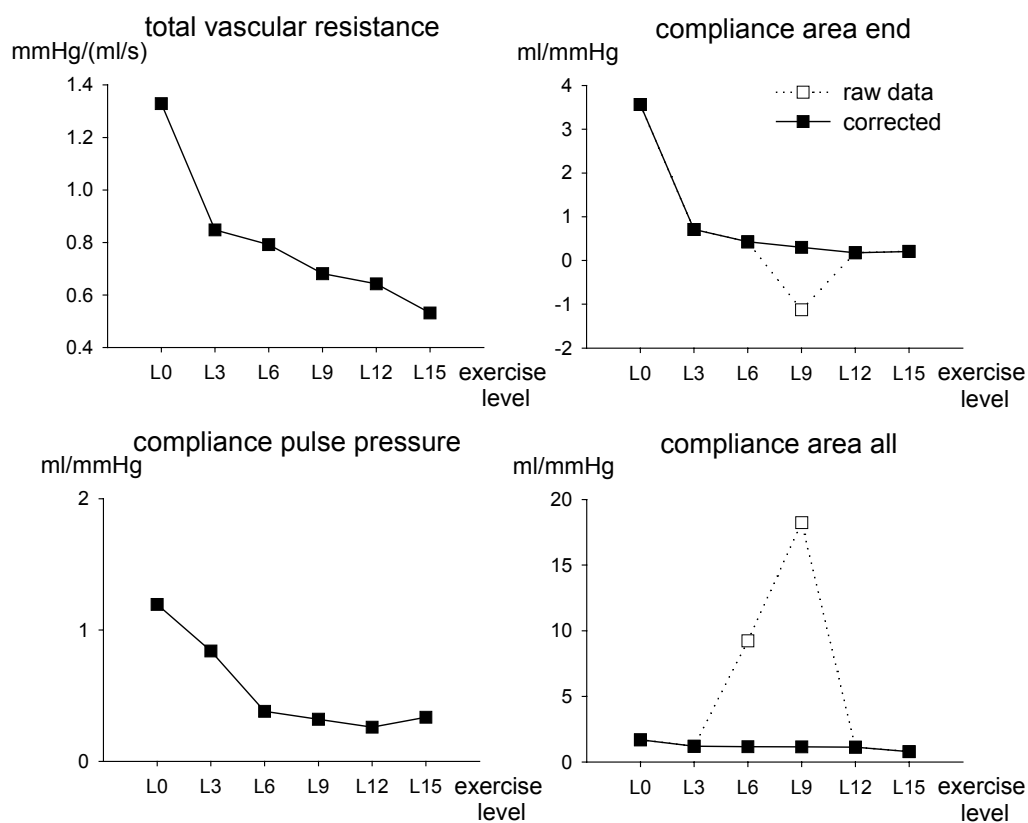 total vascular resistance
mmHg/(ml/s)
1.4
1.2
1.0
0.8
0.6
0.4
L0 L3 L6 L9 L12 L15 exercise
level
compliance area end
ml/mmHg
4
3
2
1
0
-1
-2
raw data
corrected
L0 L3 L6 L9 L12 L15 exercise
level
compliance pulse pressure
ml/mmHg
2
1
0
L0 L3 L6 L9 L12 L15 exercise
level
compliance area all
ml/mmHg
20
15
10
5
0
L0 L3 L6 L9 L12 L15 exercise
level